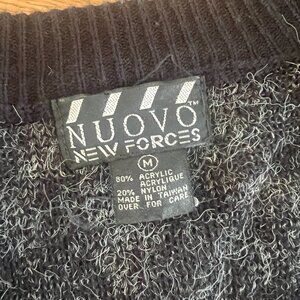 NUOVO™
NEW FORCES
M
80% ACRYLIC
ACRYLIQUE
20% NYLON
MADE IN TAIWAN
OVER FOR CARE